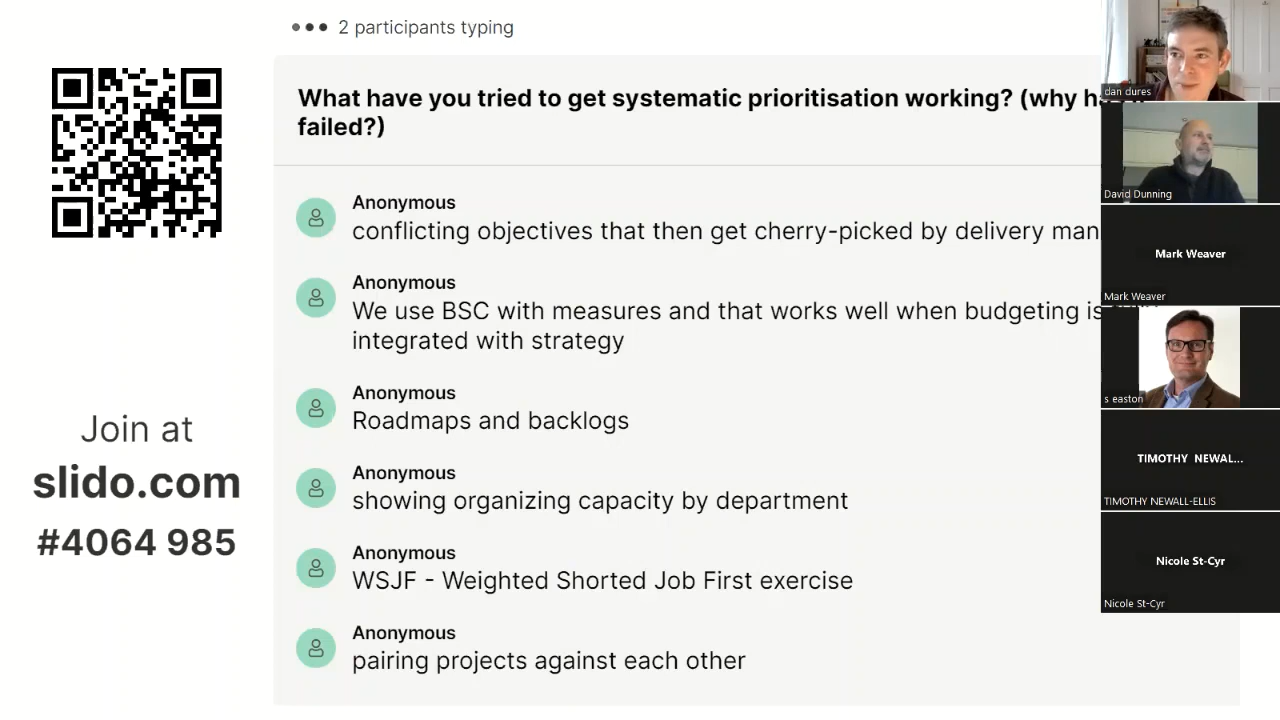 2 participants typing
What have you tried to get systematic prioritisation working? (why
failed?)
Anonymous
conflicting objectives that then get cherry-picked by delivery
Anonymous
We use BSC with measures and that works well when budgeting is
integrated with strategy
Anonymous
Roadmaps and backlogs
Anonymous
showing organizing capacity by department
Anonymous
WSJF - Weighted Shorted Job First exercise
Anonymous
pairing projects against each other
Join at
slido.com
#4064 985
dan dures
David Dunning
Mark Weaver
Mark Weaver
s easton
TIMOTHY NEWAL...
TIMOTHY NEWALL-ELLIS
Nicole St-Cyr
Nicole St-Cyr